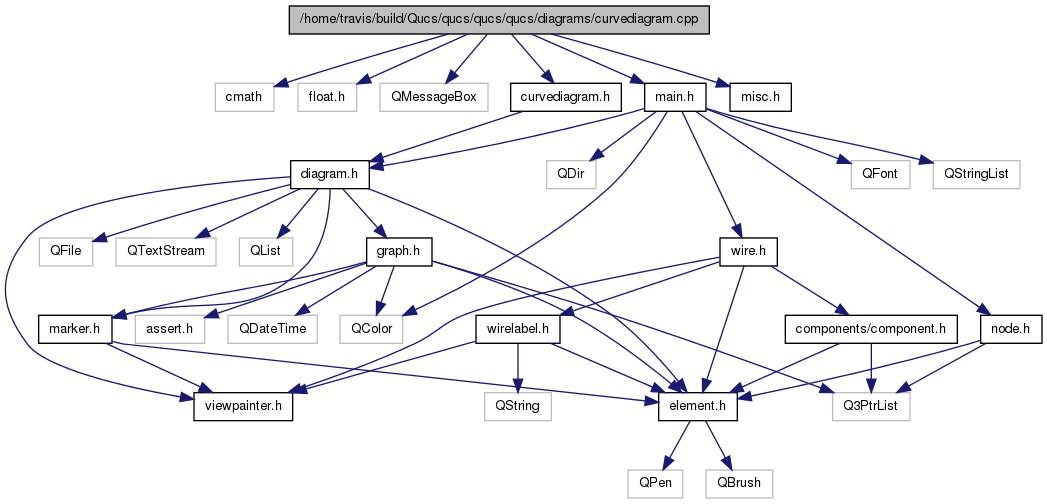 /home/travis/build/Qucs/qucs/qucs/qucs/diagrams/curvediagram.cpp
cmath
float.h
QMessageBox
curvediagram.h
main.h
misc.h
diagram.h
QDir
QFont
QStringList
QFile
QTextStream
QList
graph.h
wire.h
marker.h
assert.h
QDateTime
QColor
wirelabel.h
components/component.h
node.h
viewpainter.h
QString
element.h
Q3PtrList
QPen
QBrush